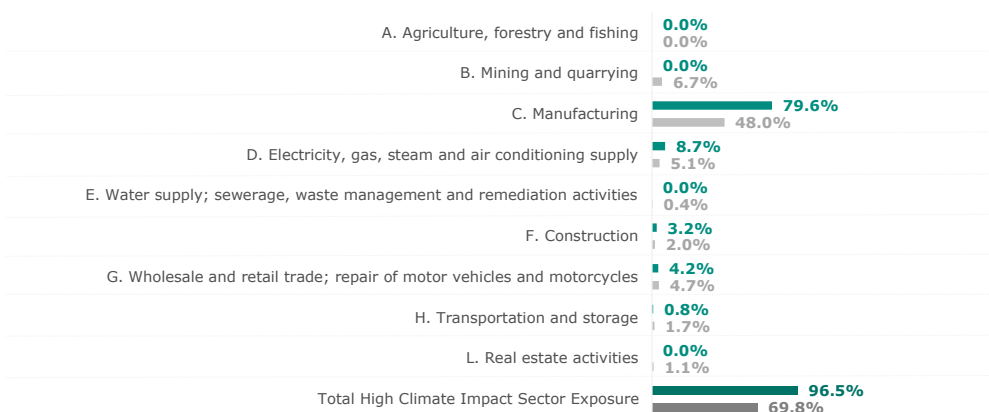 A. Agriculture, forestry and fishing
0.0%
0.0%
B. Mining and quarrying
0.0%
6.7%
C. Manufacturing
79.6%
48.0%
D. Electricity, gas, steam and air conditioning supply
8.7%
5.1%
E. Water supply; sewerage, waste management and remediation activities
0.0%
0.4%
F. Construction
3.2%
2.0%
G. Wholesale and retail trade; repair of motor vehicles and motorcycles
4.2%
4.7%
H. Transportation and storage
0.8%
1.7%
L. Real estate activities
0.0%
1.1%
Total High Climate Impact Sector Exposure
96.5%
69.8%